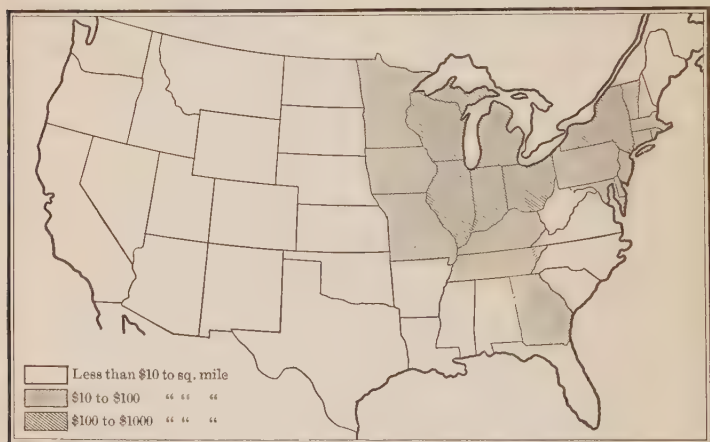 Less than $10 to sq. mile
$10 to $100 “ “ “
$100 to $1000 “ “ “